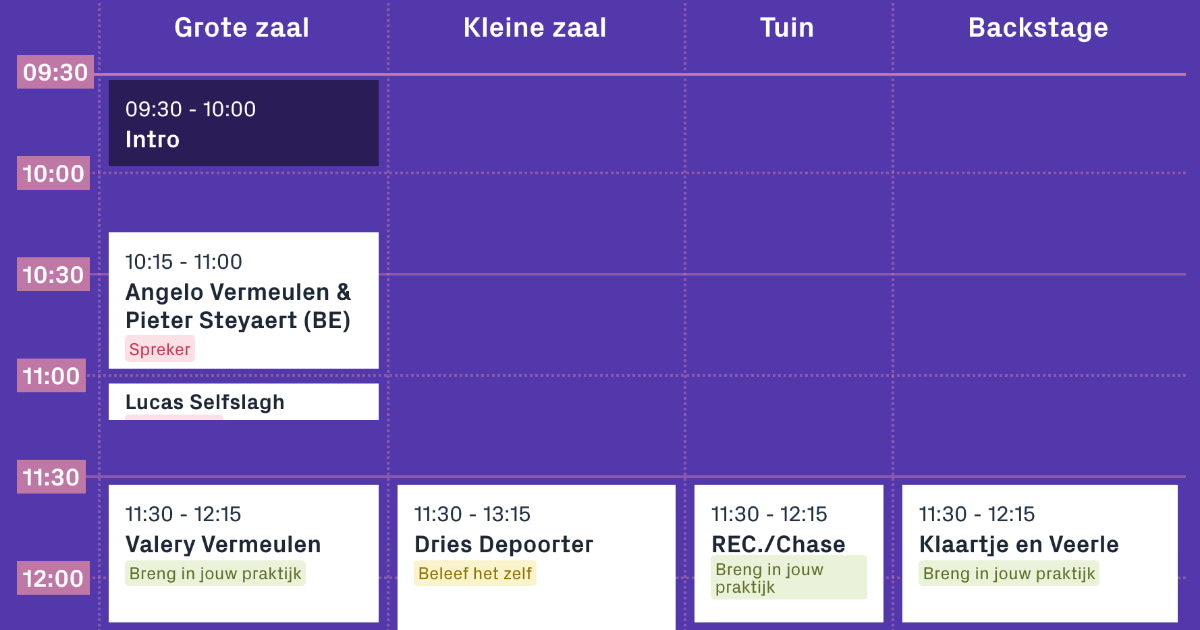 Grote zaal
Kleine zaal
Tuin
Backstage
09:30
09:30 - 10:00
Intro
10:00
10:15 - 11:00
10:30
Angelo Vermeulen &
Pieter Steyaert (BE)
Spreker
11:00
Lucas Selfslagh
11:30
11:30 - 12:15
Valery Vermeulen
Breng in jouw praktijk
11:30 - 13:15
Dries Depoorter
Beleef het zelf
11:30 - 12:15
REC./Chase
Breng in jouw
praktijk
11:30 - 12:15
Klaartje en Veerle
Breng in jouw praktijk
12:00